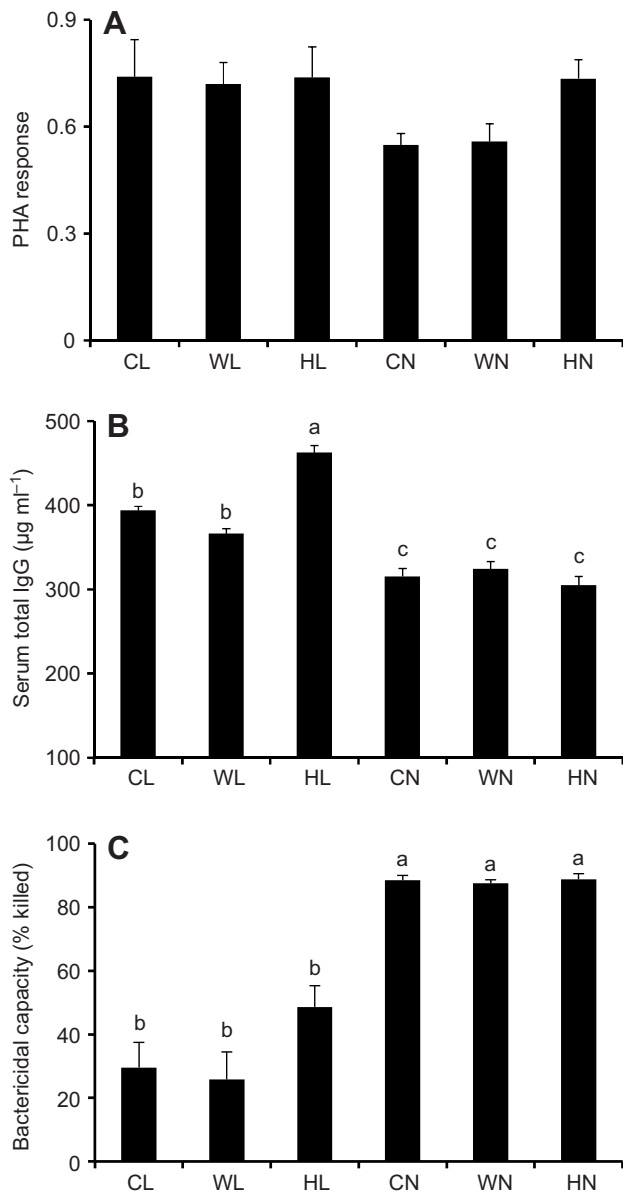 A
PHA response
0.9
0.6
0.3
0
CL WL HL CN WN HN
B
Serum total IgG (µg ml⁻¹)
500
400
300
200
100
b b a c c c
CL WL HL CN WN HN
C
Bactericidal capacity (% killed)
100
80
60
40
20
0
b b b a a a
CL WL HL CN WN HN